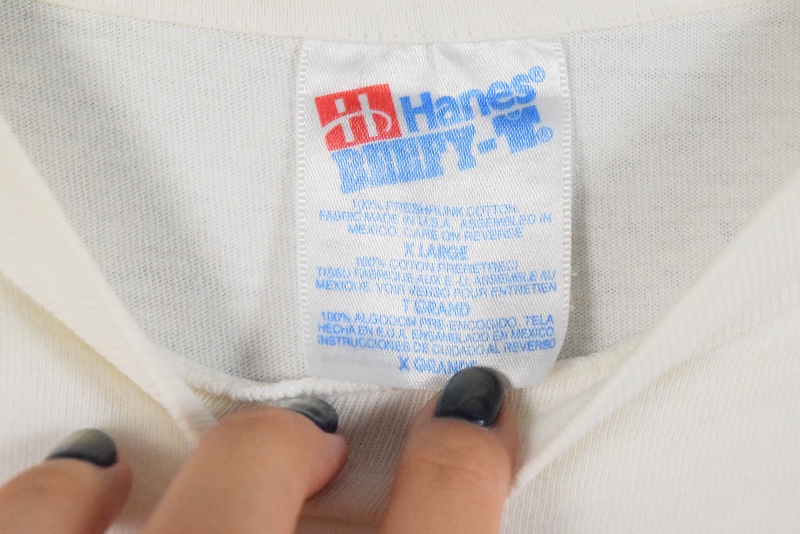 H Hanes®
BEEFY-T®
100% PRESHRUNK COTTON.
FABRIC MADE IN U.S.A. ASSEMBLED IN
MEXICO. CARE ON REVERSE
X LARGE
100% COTON PRERETRECI
TISSU FABRIQUE AUX E.U. ASSEMBLE AU
MEXIQUE. VOIR VERSO POUR ENTRETIEN
T GRAND
100% ALGODON PRE-ENCOGIDO. TELA
HECHA EN E.U.A. ENSAMBLADO EN MEXICO.
INSTRUCCIONES DE CUIDADO AL REVERSO
X GRANDE